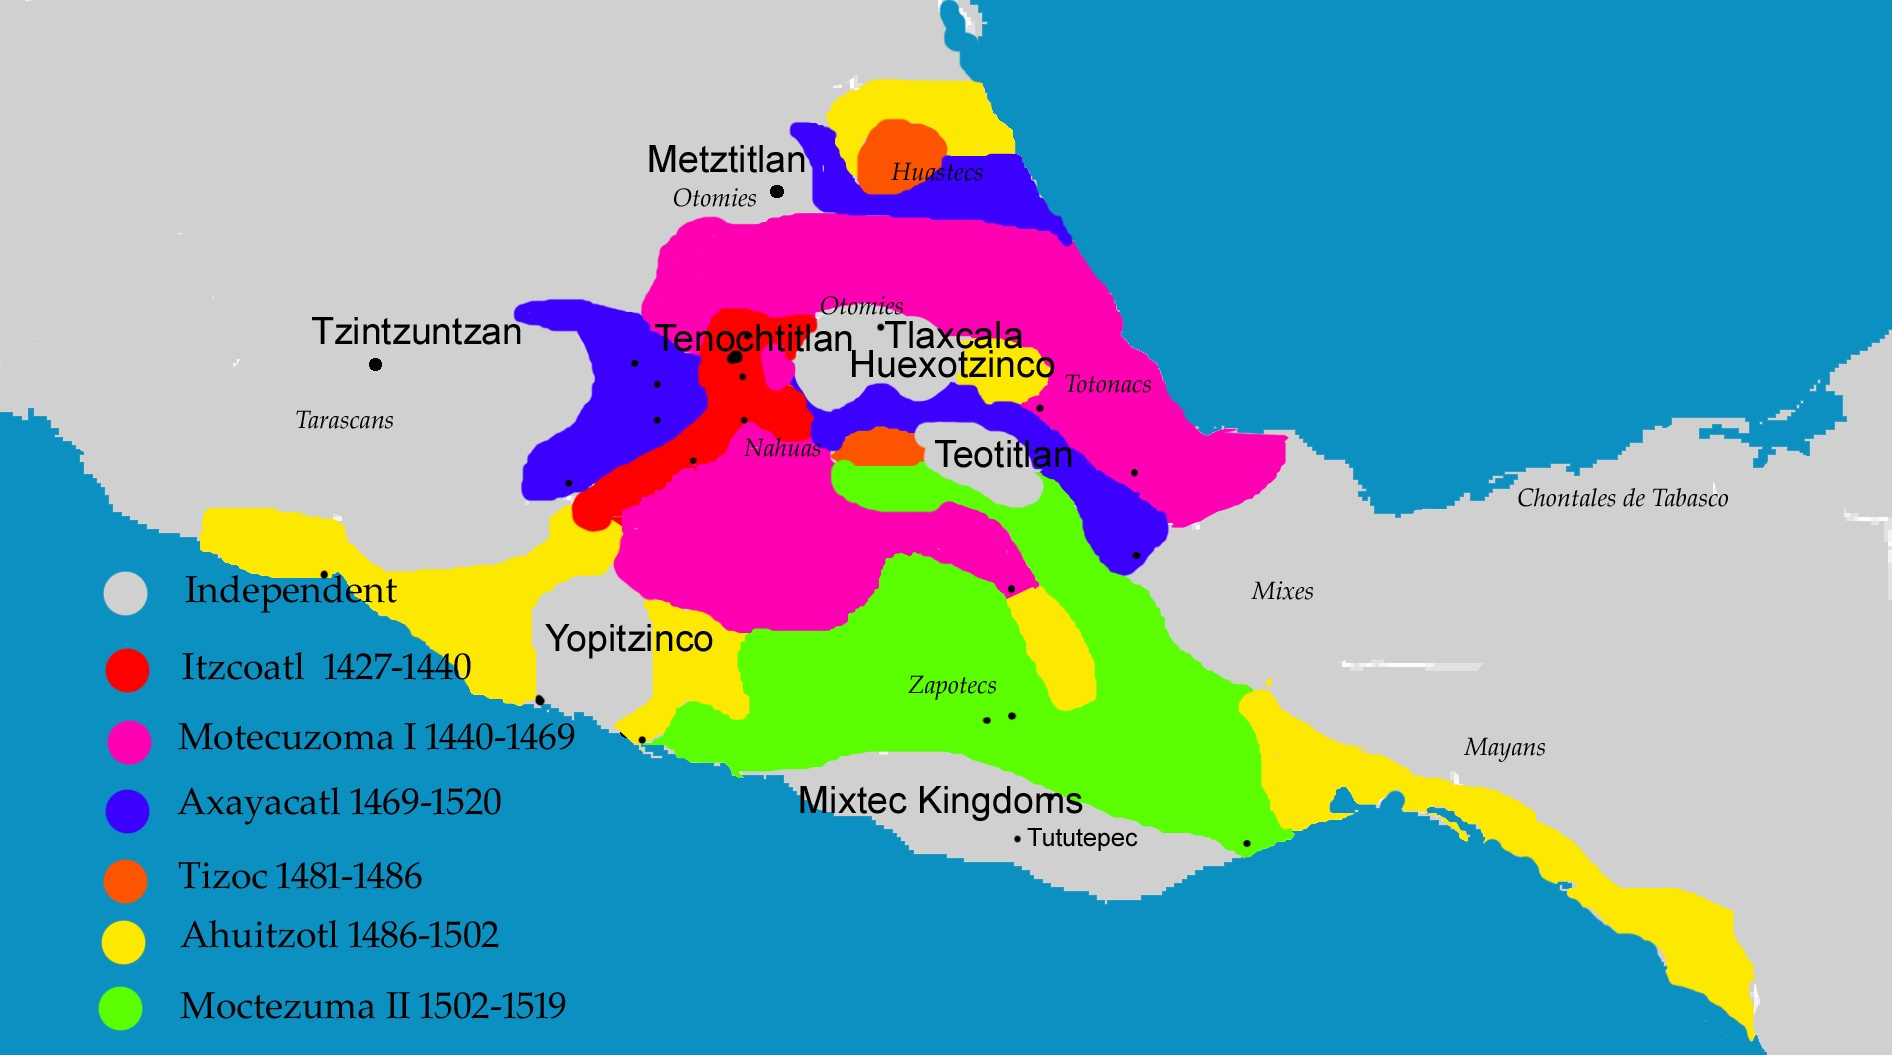 Metztitlan
Otomies
Huastecs
Otomies
Tzintzuntzan
Tenochtitlan
Tlaxcala
Huexotzinco
Totonacs
Tarascans
Nahuas
Teotitlan
Chontales de Tabasco
Mixes
Yopitzinco
Zapotecs
Mayans
Mixtec Kingdoms
Tututepec
Independent
Itzcoatl 1427-1440
Motecuzoma I 1440-1469
Axayacatl 1469-1520
Tizoc 1481-1486
Ahuitzotl 1486-1502
Moctezuma II 1502-1519